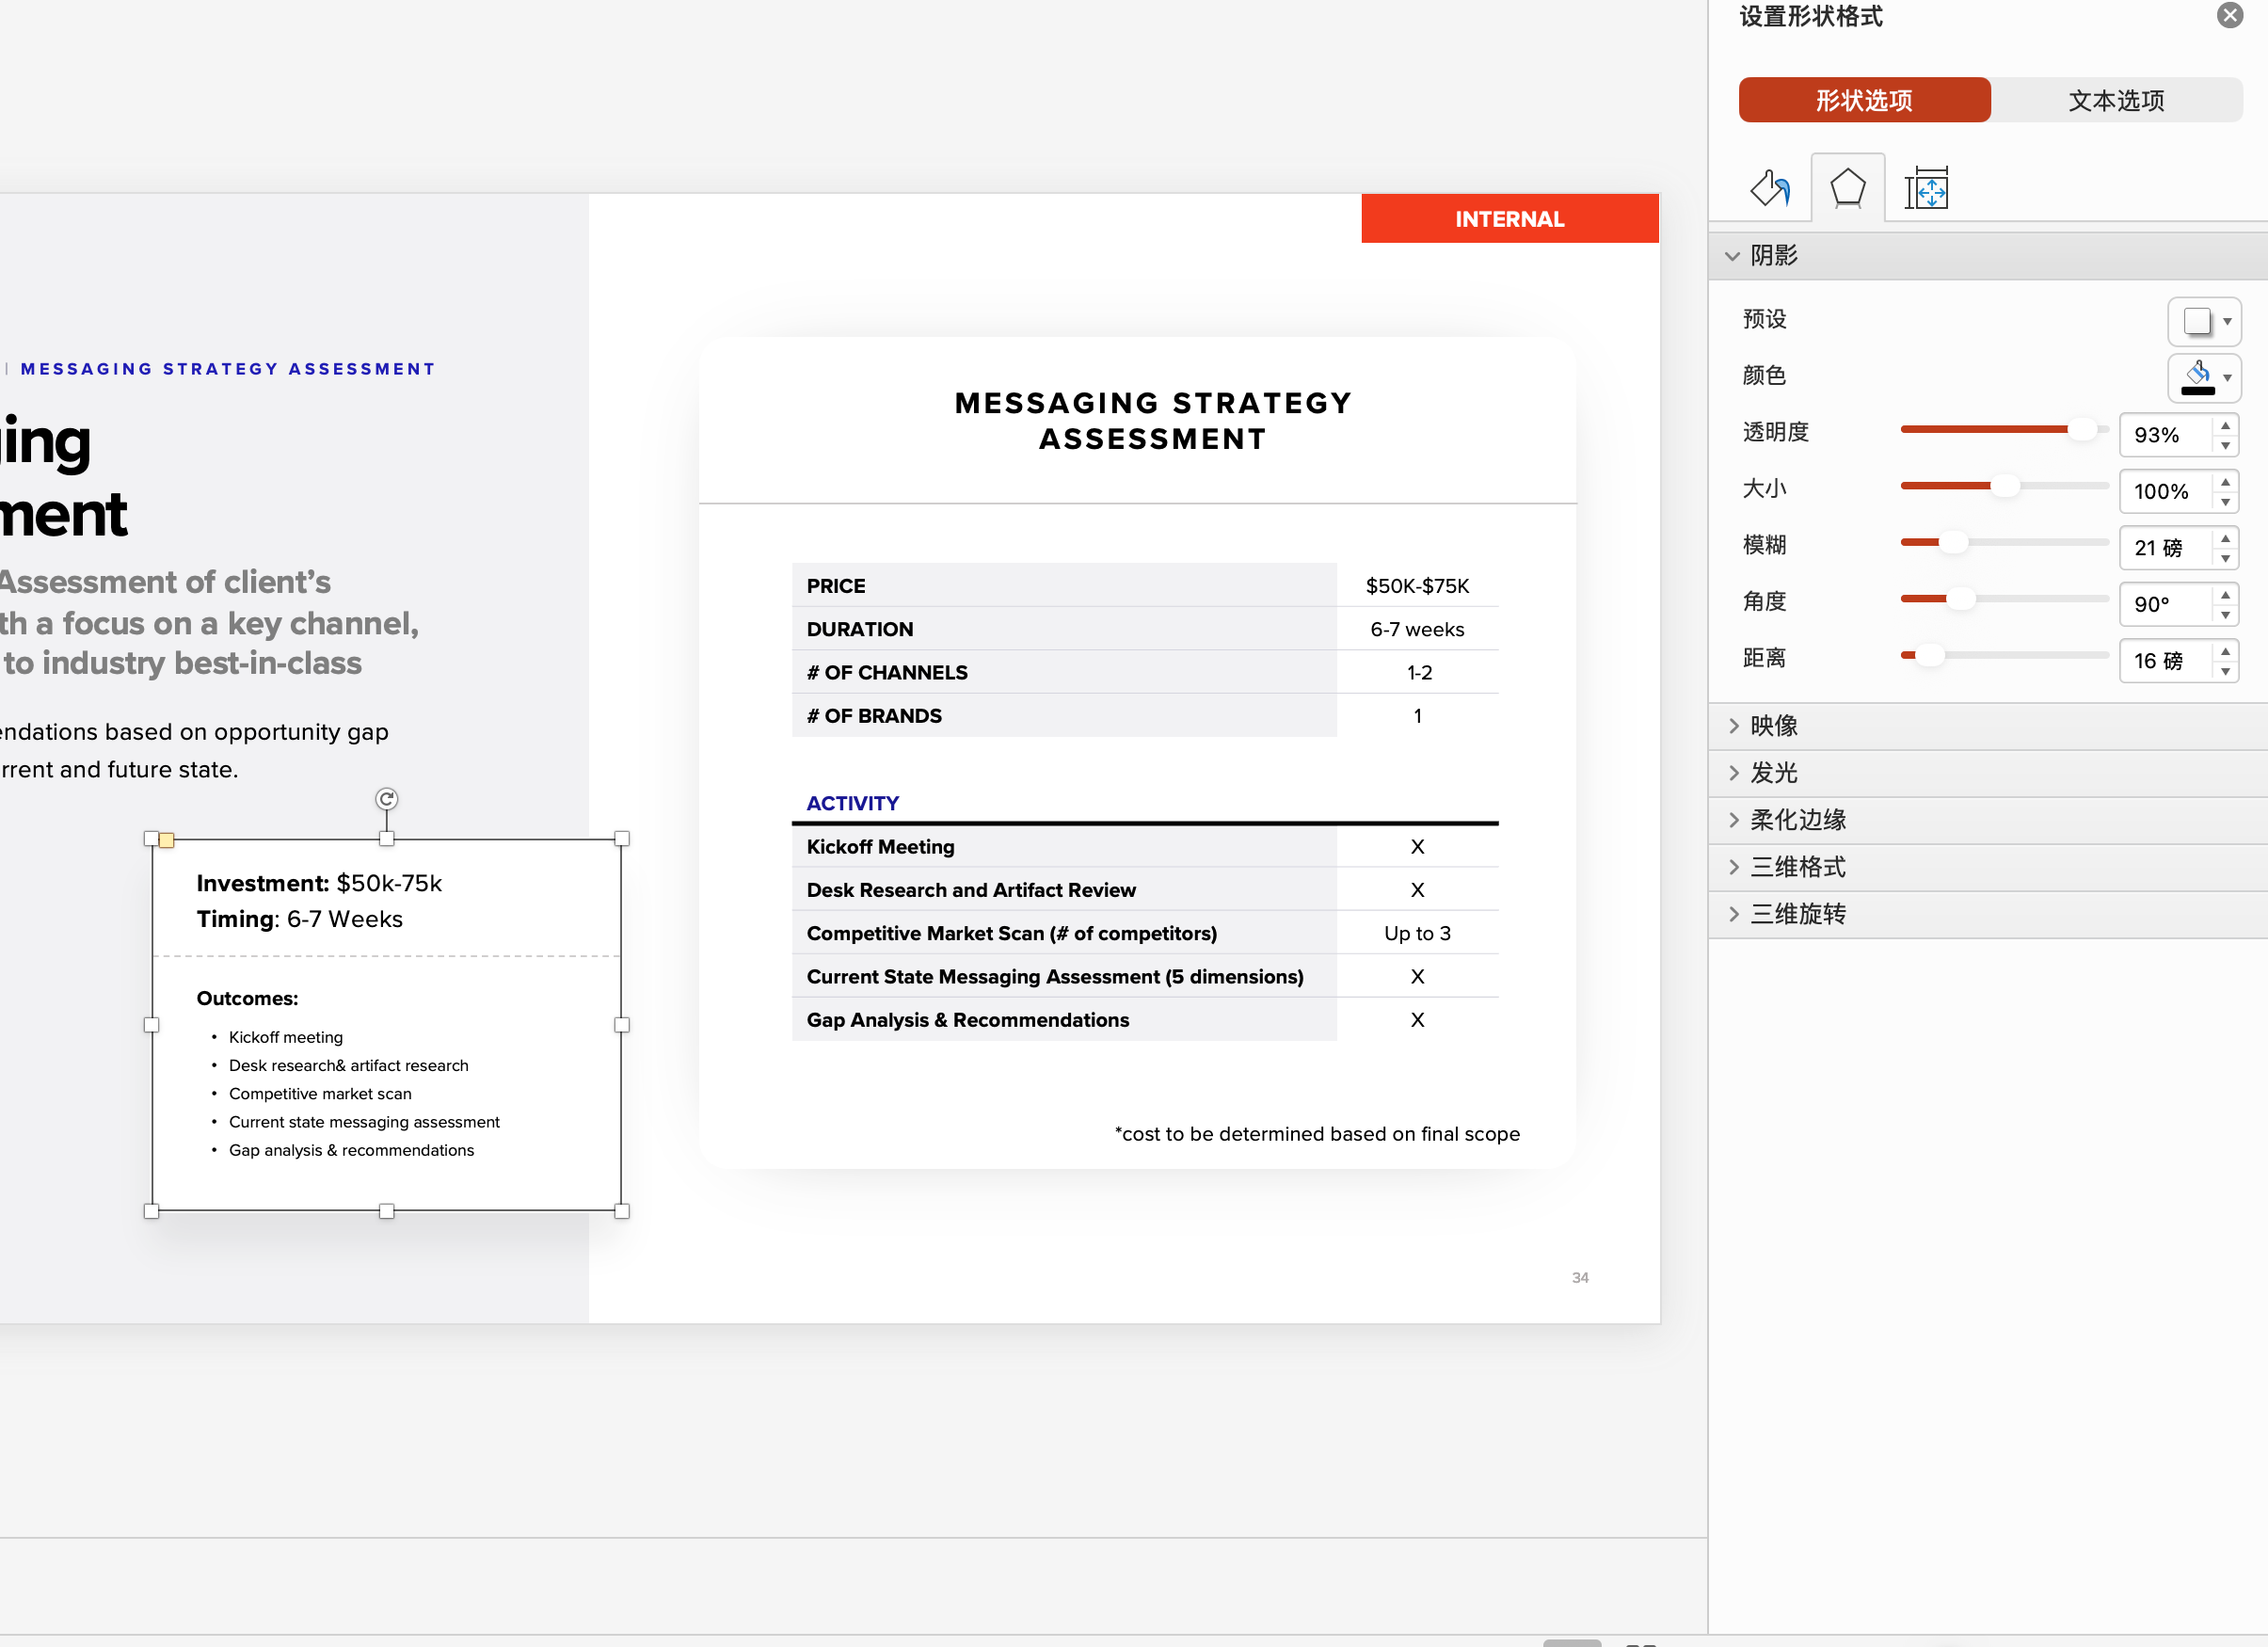 INTERNAL
| MESSAGING STRATEGY ASSESSMENT
ging
ment
Assessment of client’s
th a focus on a key channel,
to industry best-in-class
endations based on opportunity gap
rrent and future state.
Investment: $50k-75k
Timing: 6-7 Weeks
Outcomes:
• Kickoff meeting
• Desk research& artifact research
• Competitive market scan
• Current state messaging assessment
• Gap analysis & recommendations
MESSAGING STRATEGY
ASSESSMENT
PRICE $50K-$75K
DURATION 6-7 weeks
# OF CHANNELS 1-2
# OF BRANDS 1
ACTIVITY
Kickoff Meeting X
Desk Research and Artifact Review X
Competitive Market Scan (# of competitors) Up to 3
Current State Messaging Assessment (5 dimensions) X
Gap Analysis & Recommendations X
*cost to be determined based on final scope
34
设置形状格式
形状选项 文本选项
阴影
预设
颜色
透明度 93%
大小 100%
模糊 21 磅
角度 90°
距离 16 磅
映像
发光
柔化边缘
三维格式
三维旋转